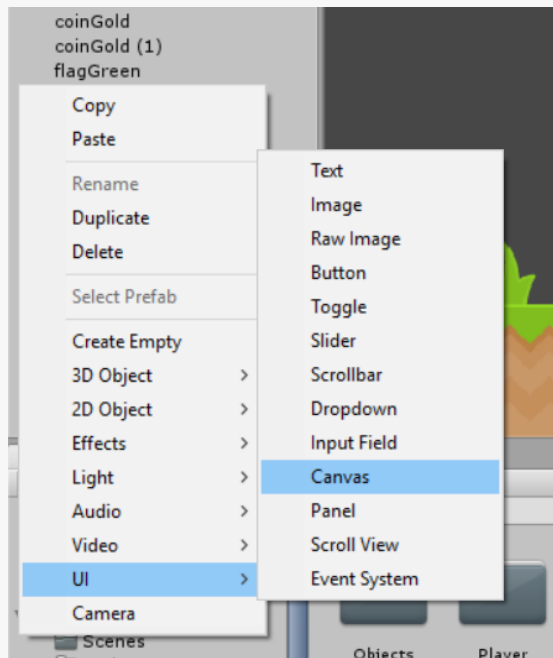 coinGold
coinGold (1)
flagGreen
Copy
Paste
Rename
Duplicate
Delete
Select Prefab
Create Empty
3D Object
2D Object
Effects
Light
Audio
Video
UI
Camera
Text
Image
Raw Image
Button
Toggle
Slider
Scrollbar
Dropdown
Input Field
Canvas
Panel
Scroll View
Event System
Scenes
Objects
Player